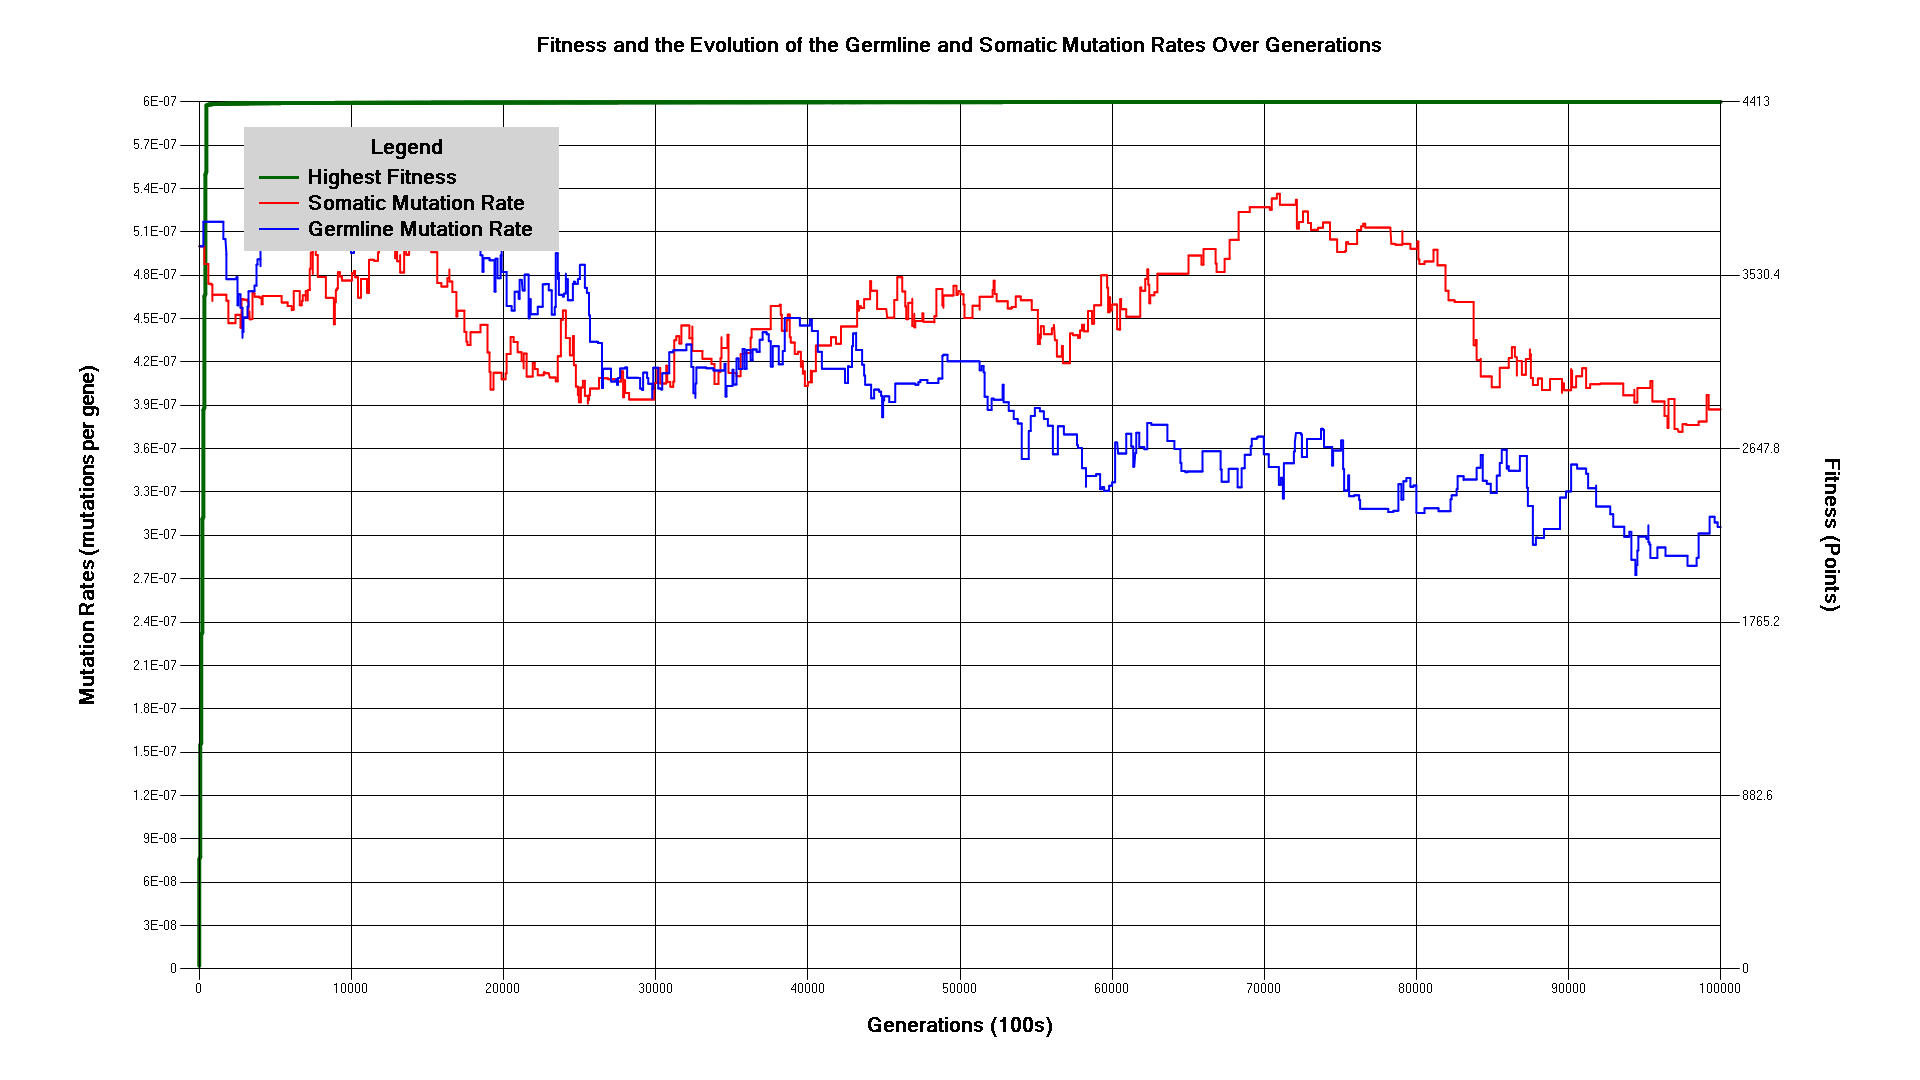 Fitness and the Evolution of the Germline and Somatic Mutation Rates Over Generations
6E-07
5.7E-07
5.4E-07
5.1E-07
4.8E-07
4.5E-07
4.2E-07
3.9E-07
3.6E-07
3.3E-07
3E-07
2.7E-07
2.4E-07
2.1E-07
1.8E-07
1.5E-07
1.2E-07
9E-08
6E-08
3E-08
0
Mutation Rates (mutations per gene)
Legend
Highest Fitness
Somatic Mutation Rate
Germline Mutation Rate
4413
3530.4
2647.8
1765.2
882.6
0
Fitness (Points)
0 10000 20000 30000 40000 50000 60000 70000 80000 90000 100000
Generations (100s)